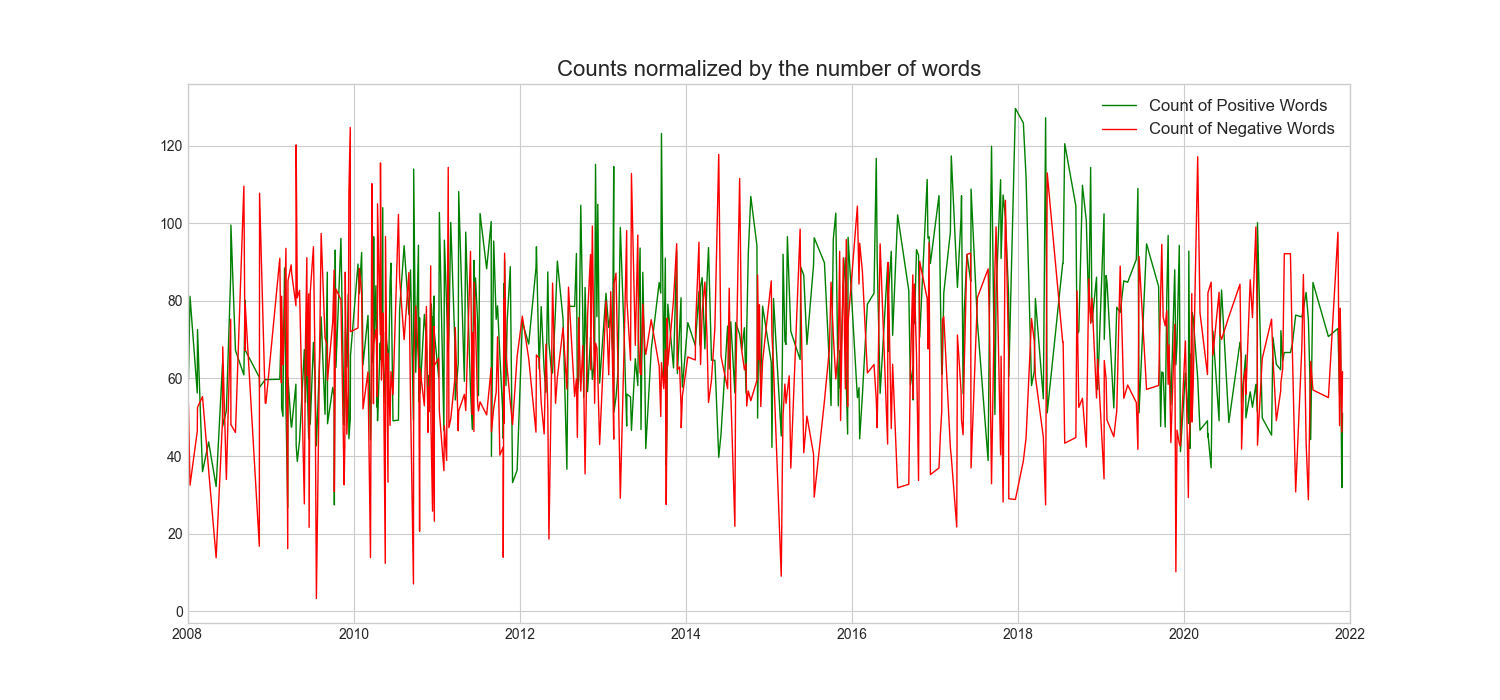 Counts normalized by the number of words
Count of Positive Words
Count of Negative Words
120
100
80
60
40
20
0
2008 2010 2012 2014 2016 2018 2020 2022